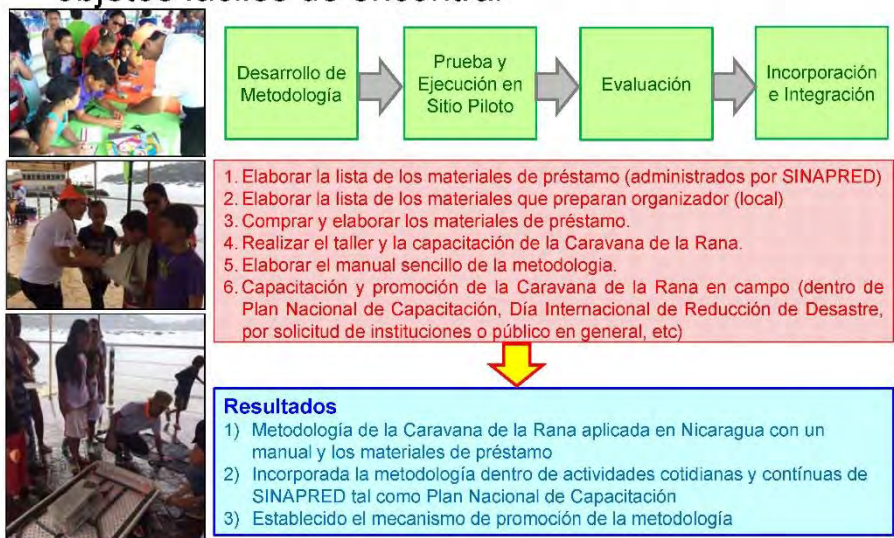 objetos fáciles de encontrar
Desarrollo de
Metodología
Prueba y
Ejecución en
Sitio Piloto
Evaluación
Incorporación
e Integración
1. Elaborar la lista de los materiales de préstamo (administrados por SINAPRED)
2. Elaborar la lista de los materiales que preparan organizador (local)
3. Comprar y elaborar los materiales de préstamo.
4. Realizar el taller y la capacitación de la Caravana de la Rana.
5. Elaborar el manual sencillo de la metodologia.
6. Capacitación y promoción de la Caravana de la Rana en campo (dentro de
Plan Nacional de Capacitación, Día Internacional de Reducción de Desastre,
por solicitud de instituciones o público en general, etc)
Resultados
1) Metodología de la Caravana de la Rana aplicada en Nicaragua con un
manual y los materiales de préstamo
2) Incorporada la metodología dentro de actividades cotidianas y contínuas de
SINAPRED tal como Plan Nacional de Capacitación
3) Establecido el mecanismo de promoción de la metodología